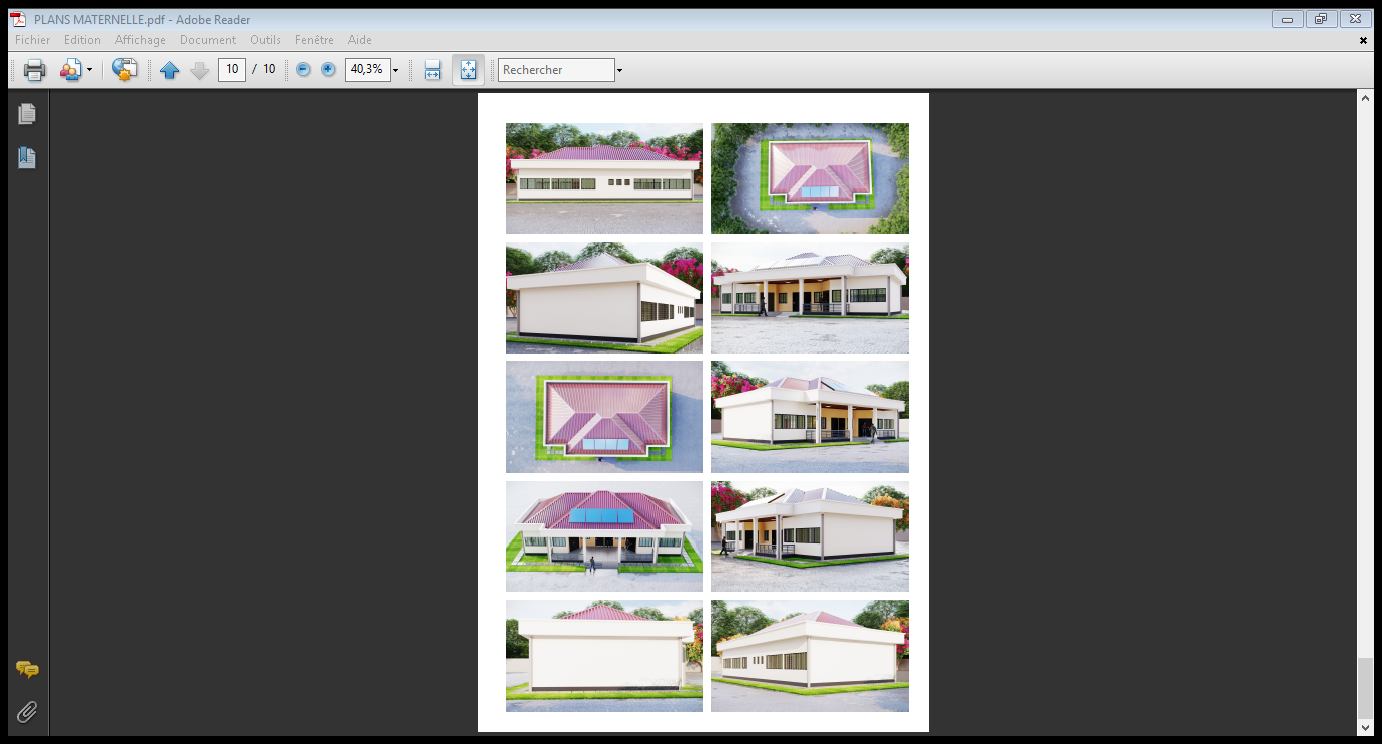 PLANS MATERNELLE.pdf - Adobe Reader
Fichier Edition Affichage Document Outils Fenêtre Aide
10 / 10 40,3% Rechercher